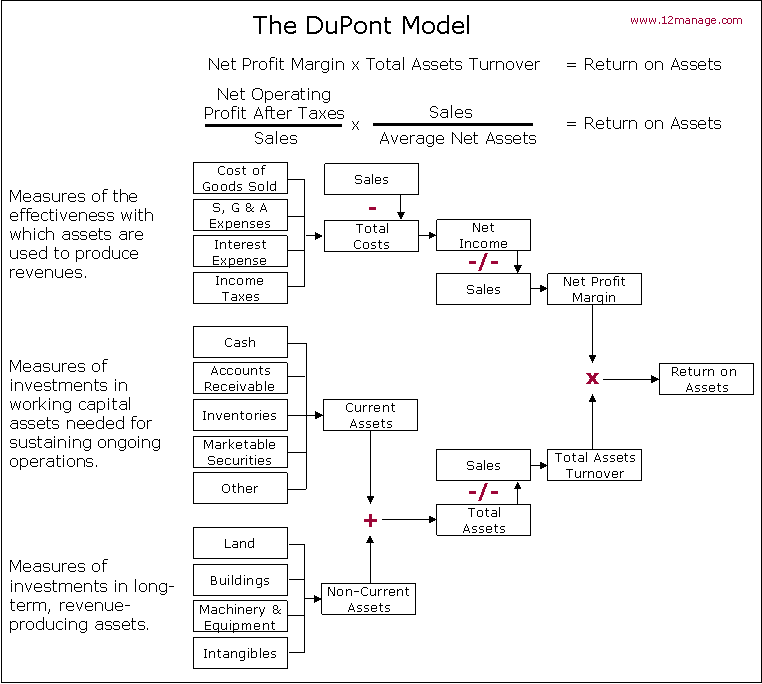 The DuPont Model
www.12manage.com
Net Profit Margin x Total Assets Turnover = Return on Assets
Net Operating
Profit After Taxes
Sales
x
Sales
Average Net Assets
= Return on Assets
Measures of the
effectiveness with
which assets are
used to produce
revenues.
Cost of
Goods Sold
S, G & A
Expenses
Interest
Expense
Income
Taxes
Sales
-
Total
Costs
Net
Income
-/-
Sales
Net Profit
Margin
Measures of
investments in
working capital
assets needed for
sustaining ongoing
operations.
Cash
Accounts
Receivable
Inventories
Marketable
Securities
Other
Current
Assets
x
Return on
Assets
Sales
-/-
Total
Assets
Total Assets
Turnover
+
Measures of
investments in long-
term, revenue-
producing assets.
Land
Buildings
Machinery &
Equipment
Intangibles
Non-Current
Assets